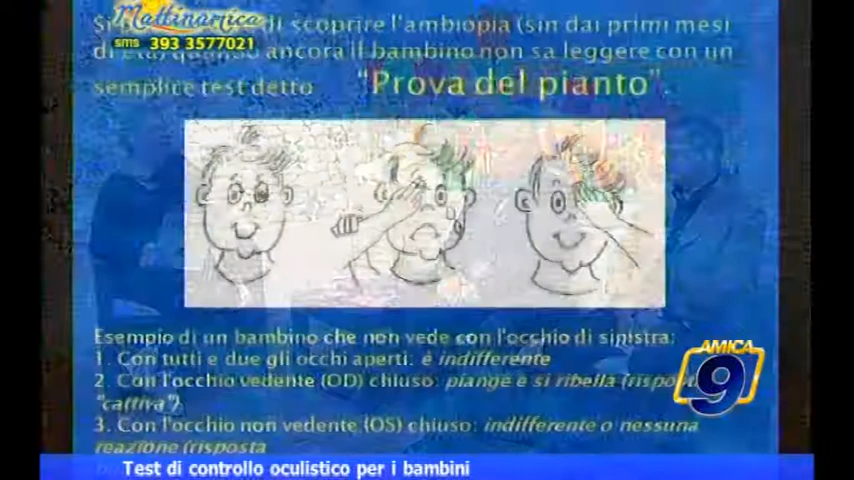 Mattinamica
sms 393 3577021
di scoprire l'ambiopia (sin dai primi mesi
di età) quando ancora il bambino non sa leggere con un
semplice test detto "Prova del pianto".
Esempio di un bambino che non vede con l'occhio di sinistra:
1. Con tutti e due gli occhi aperti: è indifferente
2. Con l'occhio vedente (OD) chiuso: piange e si ribella
"cattiva")
3. Con l'occhio non vedente (OS) chiuso: indifferente o nessuna
reazione (risposta
AMICA
9
Test di controllo oculistico per i bambini